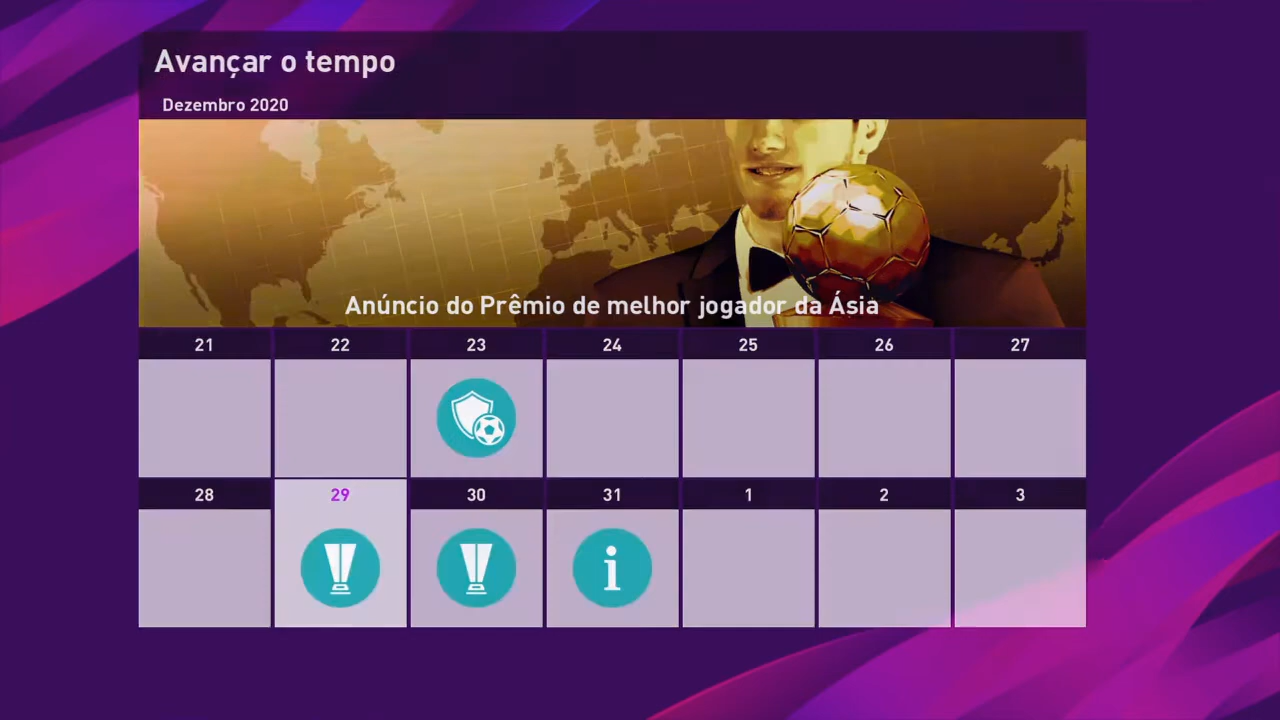 Avançar o tempo
Dezembro 2020
Anúncio do Prêmio de melhor jogador da Ásia
21 22 23 24 25 26 27
28 29 30 31 1 2 3